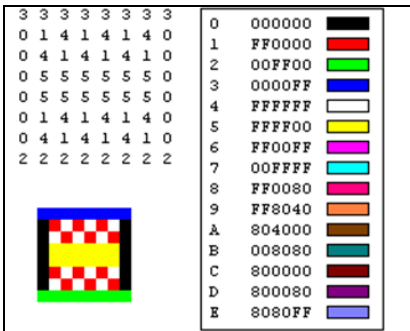 3 3 3 3 3 3 3 3
0 1 4 1 4 1 4 0
0 4 1 4 1 4 1 0
0 5 5 5 5 5 5 0
0 5 5 5 5 5 5 0
0 1 4 1 4 1 4 0
0 4 1 4 1 4 1 0
2 2 2 2 2 2 2 2
0 000000
1 FF0000
2 00FF00
3 0000FF
4 FFFFFF
5 FFFF00
6 FF00FF
7 00FFFF
8 FF0080
9 FF8040
A 804000
B 008080
C 800000
D 800080
E 8080FF